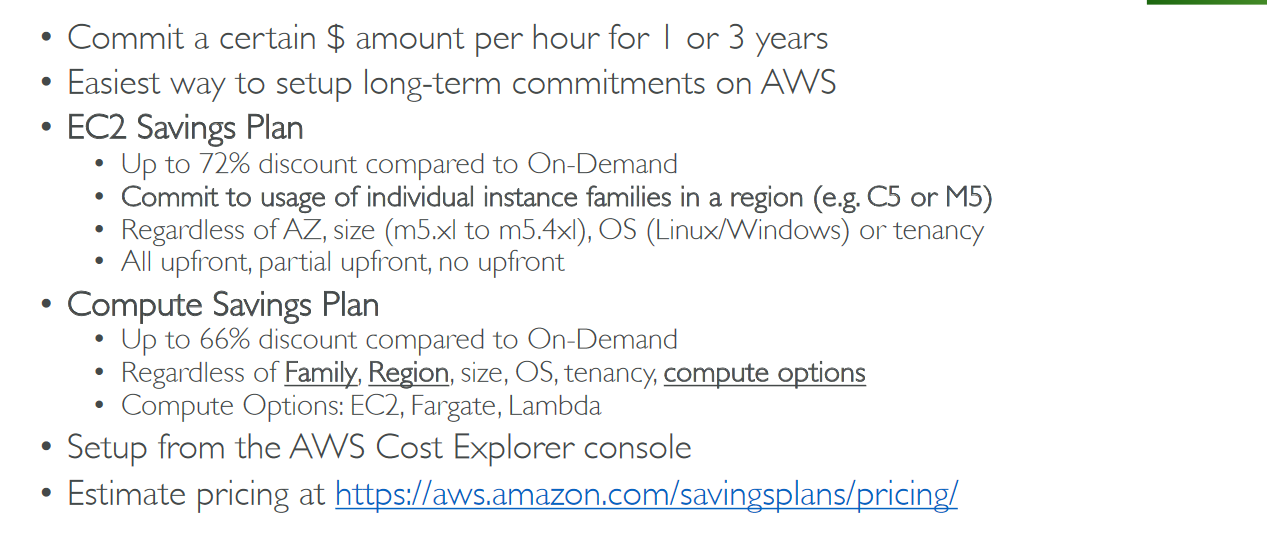 • Commit a certain $ amount per hour for 1 or 3 years
• Easiest way to setup long-term commitments on AWS
• EC2 Savings Plan
• Up to 72% discount compared to On-Demand
• Commit to usage of individual instance families in a region (e.g. C5 or M5)
• Regardless of AZ, size (m5.xl to m5.4xl), OS (Linux/Windows) or tenancy
• All upfront, partial upfront, no upfront
• Compute Savings Plan
• Up to 66% discount compared to On-Demand
• Regardless of Family, Region, size, OS, tenancy, compute options
• Compute Options: EC2, Fargate, Lambda
• Setup from the AWS Cost Explorer console
• Estimate pricing at https://aws.amazon.com/savingsplans/pricing/